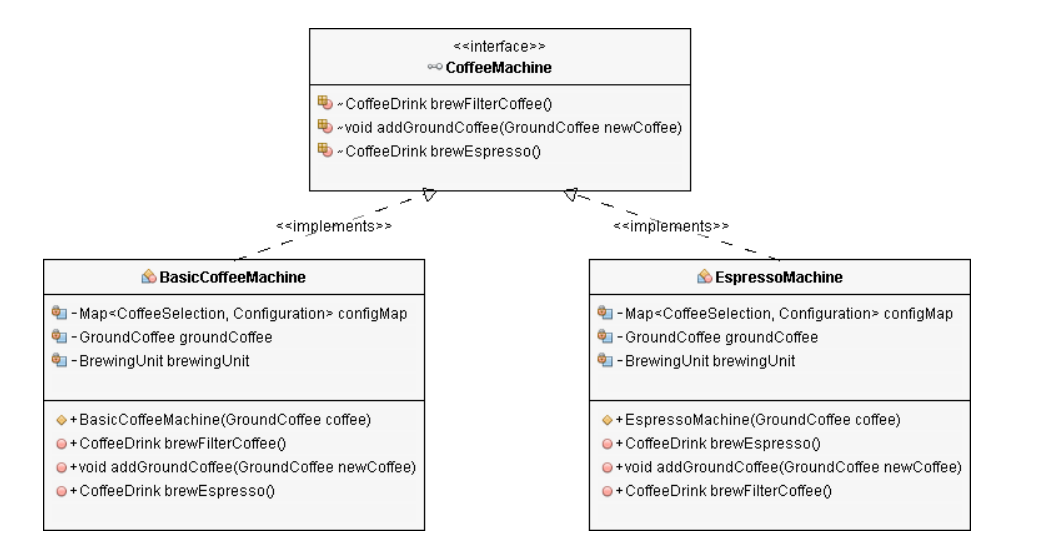 <<interface>>
CoffeeMachine
~CoffeeDrink brewFilterCoffee()
~void addGroundCoffee(GroundCoffee newCoffee)
~CoffeeDrink brewEspresso()
<<implements>>
<<implements>>
BasicCoffeeMachine
-Map<CoffeeSelection, Configuration> configMap
-GroundCoffee groundCoffee
-BrewingUnit brewingUnit
+BasicCoffeeMachine(GroundCoffee coffee)
+CoffeeDrink brewFilterCoffee()
+void addGroundCoffee(GroundCoffee newCoffee)
+CoffeeDrink brewEspresso()
EspressoMachine
-Map<CoffeeSelection, Configuration> configMap
-GroundCoffee groundCoffee
-BrewingUnit brewingUnit
+EspressoMachine(GroundCoffee coffee)
+CoffeeDrink brewEspresso()
+void addGroundCoffee(GroundCoffee newCoffee)
+CoffeeDrink brewFilterCoffee()